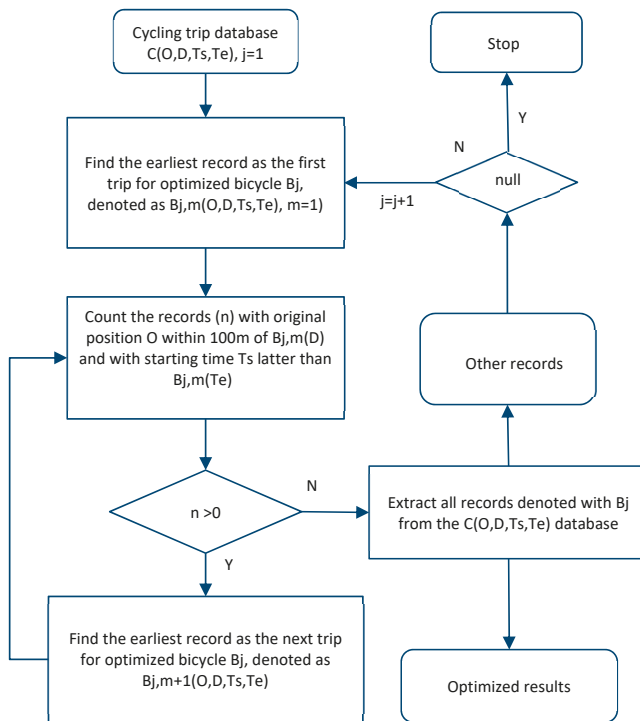 Cycling trip database
C(O,D,Ts,Te), j=1
Stop
Y
N
null
j=j+1
Find the earliest record as the first
trip for optimized bicycle Bj,
denoted as Bj,m(O,D,Ts,Te), m=1)
Count the records (n) with original
position O within 100m of Bj,m(D)
and with starting time Ts latter than
Bj,m(Te)
Other records
n >0
N
Y
Extract all records denoted with Bj
from the C(O,D,Ts,Te) database
Find the earliest record as the next trip
for optimized bicycle Bj, denoted as
Bj,m+1(O,D,Ts,Te)
Optimized results